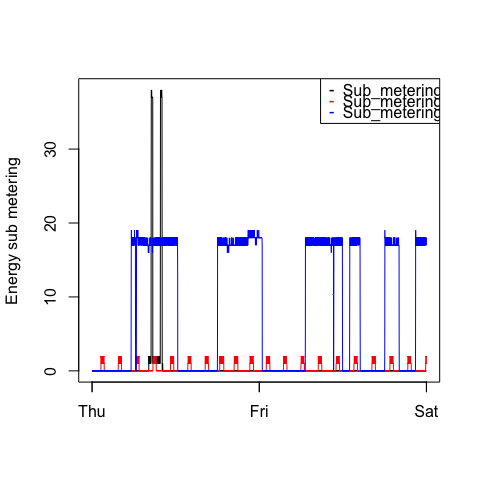 Sub_metering
Sub_metering
Sub_metering
Energy sub metering
0
10
20
30
Thu
Fri
Sat